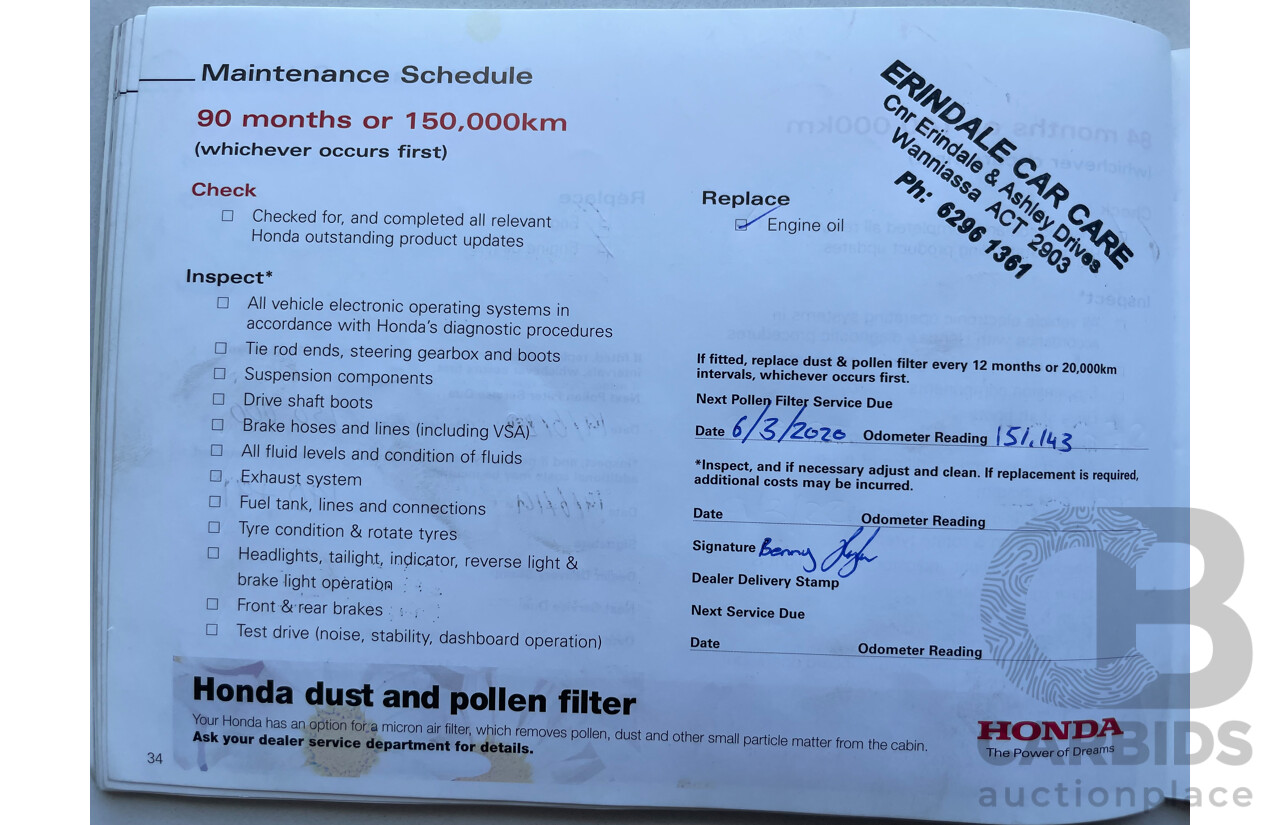 Maintenance Schedule
90 months or 150,000km
(whichever occurs first)
Check
Checked for, and completed all relevant
Honda outstanding product updates
Inspect*
All vehicle electronic operating systems in
accordance with Honda's diagnostic procedures
Tie rod ends, steering gearbox and boots
Suspension components
Drive shaft boots
Brake hoses and lines (including VSA)
All fluid levels and condition of fluids
Exhaust system
Fuel tank, lines and connections
Tyre condition & rotate tyres
Headlights, tailight, indicator, reverse light &
brake light operation
Front & rear brakes
Test drive (noise, stability, dashboard operation)
Replace
Engine oil
ERINDALE CAR CARE
Cnr Erindale & Ashley Drives
Wanniassa ACT 2903
Ph: 6296 1361
If fitted, replace dust & pollen filter every 12 months or 20,000km
intervals, whichever occurs first.
Next Pollen Filter Service Due
Date 6/3/2020 Odometer Reading 151,143
*Inspect, and if necessary adjust and clean. If replacement is required,
additional costs may be incurred.
Date Odometer Reading
Signature Benny
Dealer Delivery Stamp
Next Service Due
Date Odometer Reading
Honda dust and pollen filter
Your Honda has an option for a micron air filter, which removes pollen, dust and other small particle matter from the cabin.
Ask your dealer service department for details.
34
HONDA
The Power of Dreams
CB
CARBIDS
auctionplace